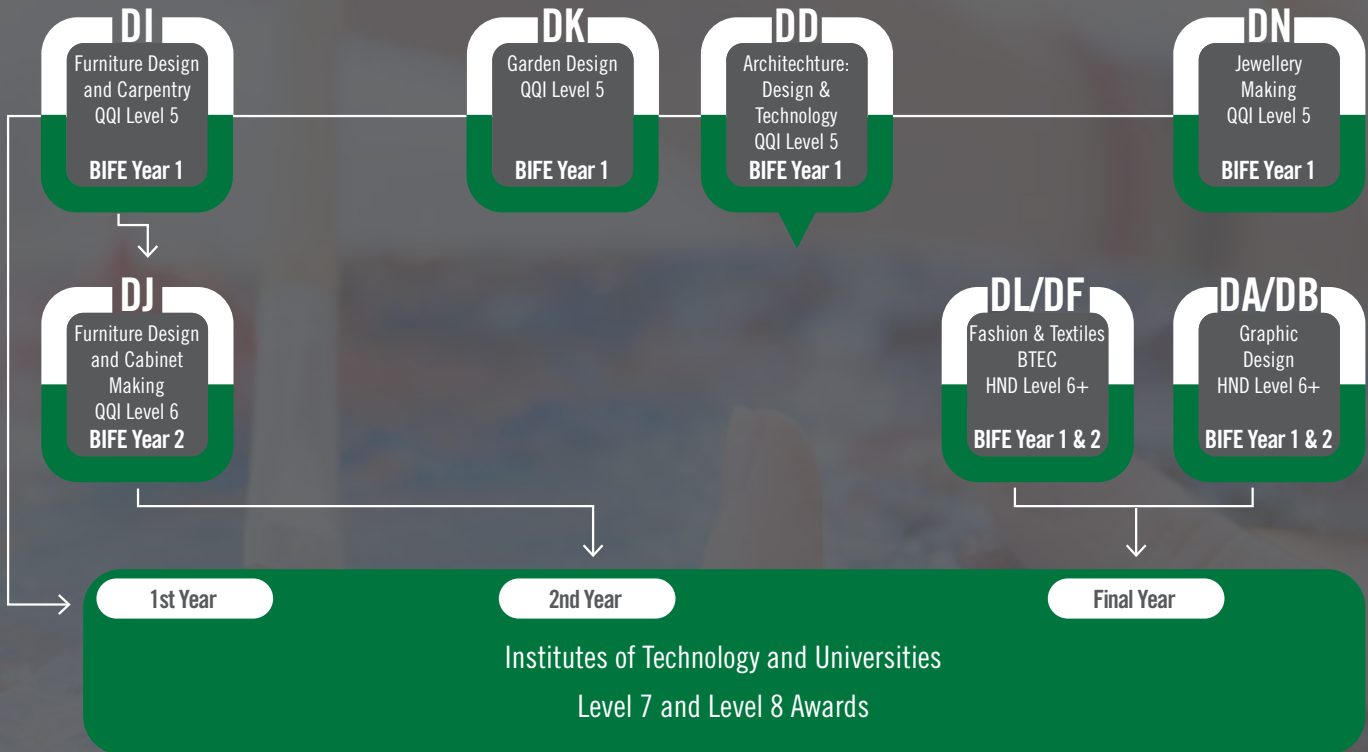 DI
Furniture Design
and Carpentry
QQI Level 5
BIFE Year 1
DK
Garden Design
QQI Level 5
BIFE Year 1
DD
Architechture:
Design &
Technology
QQI Level 5
BIFE Year 1
DN
Jewellery
Making
QQI Level 5
BIFE Year 1
DJ
Furniture Design
and Cabinet
Making
QQI Level 6
BIFE Year 2
DL/DF
Fashion & Textiles
BTEC
HND Level 6+
BIFE Year 1 & 2
DA/DB
Graphic
Design
HND Level 6+
BIFE Year 1 & 2
1st Year
2nd Year
Final Year
Institutes of Technology and Universities
Level 7 and Level 8 Awards